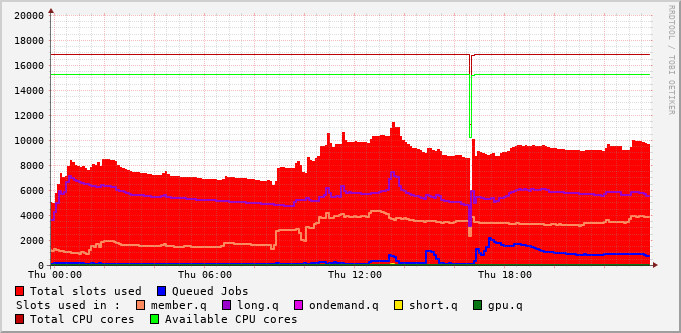 20000
18000
16000
14000
12000
10000
8000
6000
4000
2000
0
Thu 00:00 Thu 06:00 Thu 12:00 Thu 18:00
Total slots used Queued Jobs
Slots used in : member.q long.q ondemand.q short.q gpu.q
Total CPU cores Available CPU cores
RRDTOOL / TOBI OETIKER